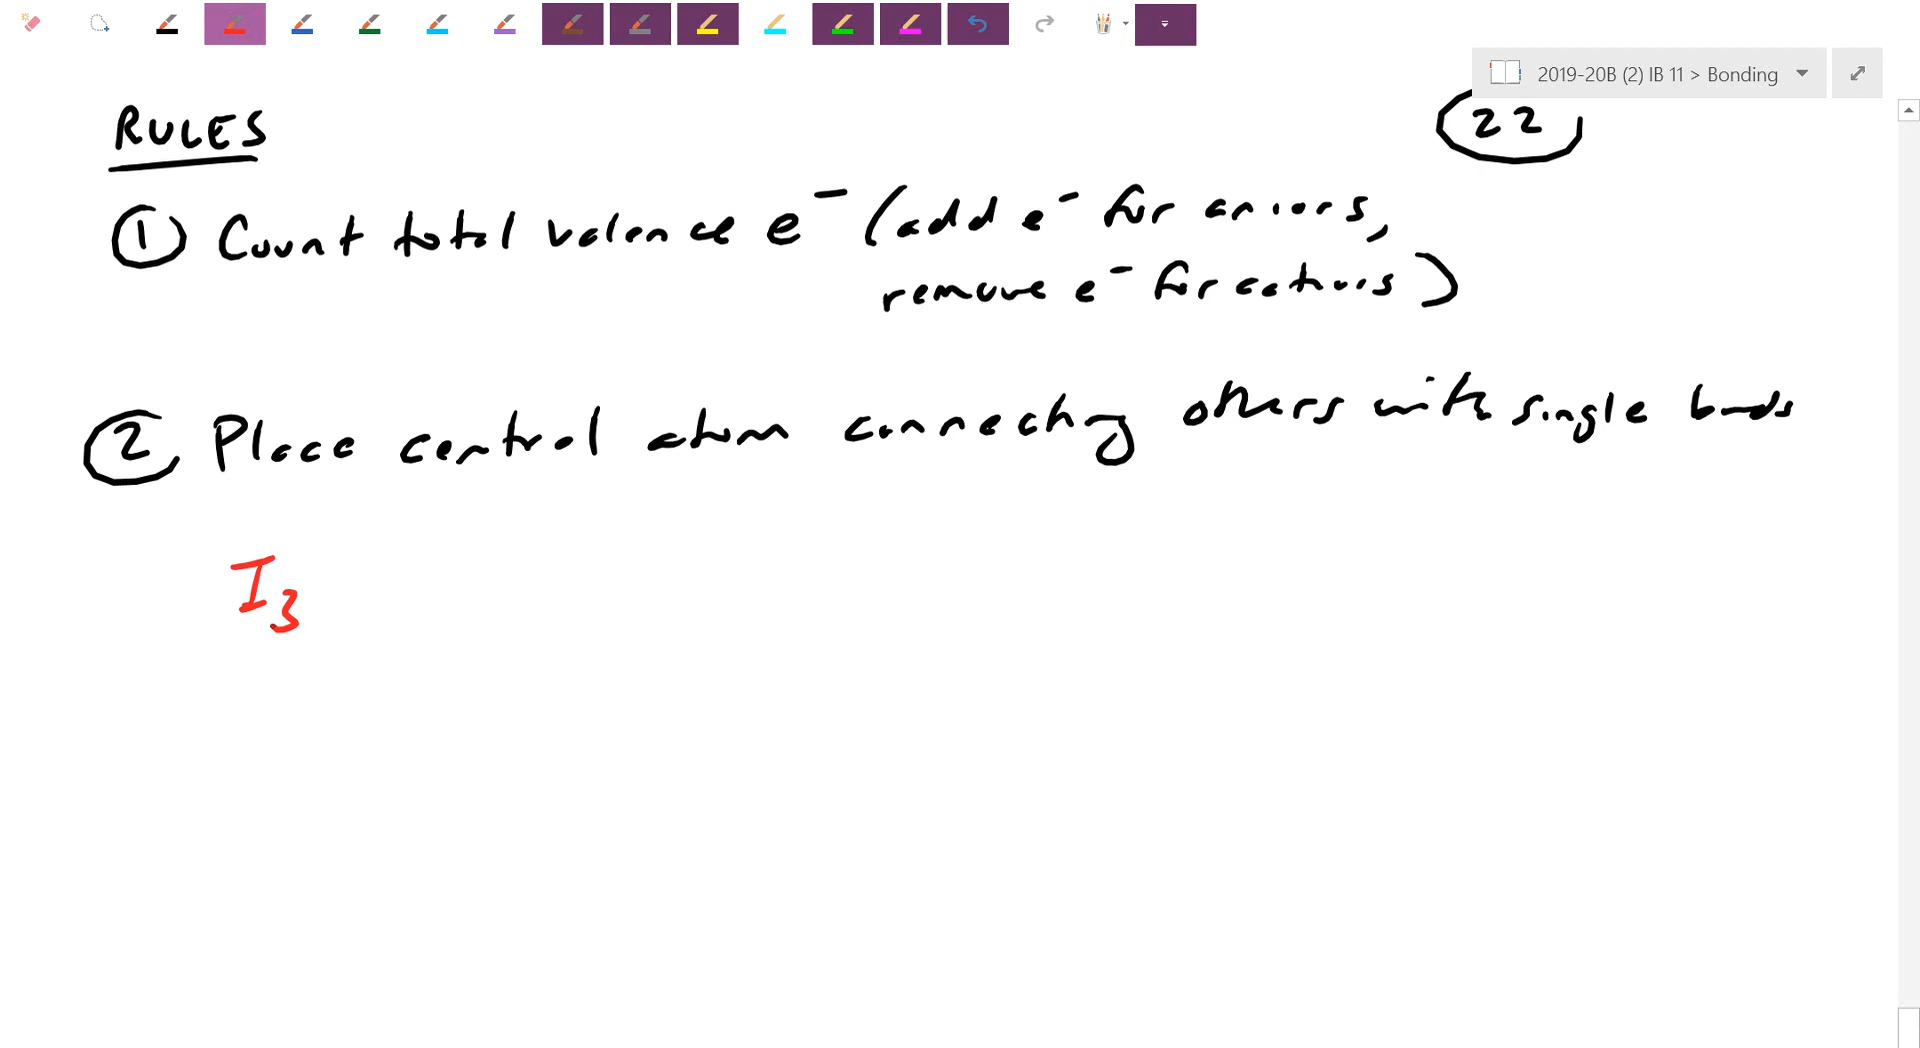 2019-20B (2) IB 11 > Bonding
RULES
22
① Count total valence e⁻ (add e⁻ for anions,
remove e⁻ for cations)
② Place central atom connecting others with single bonds
I₃